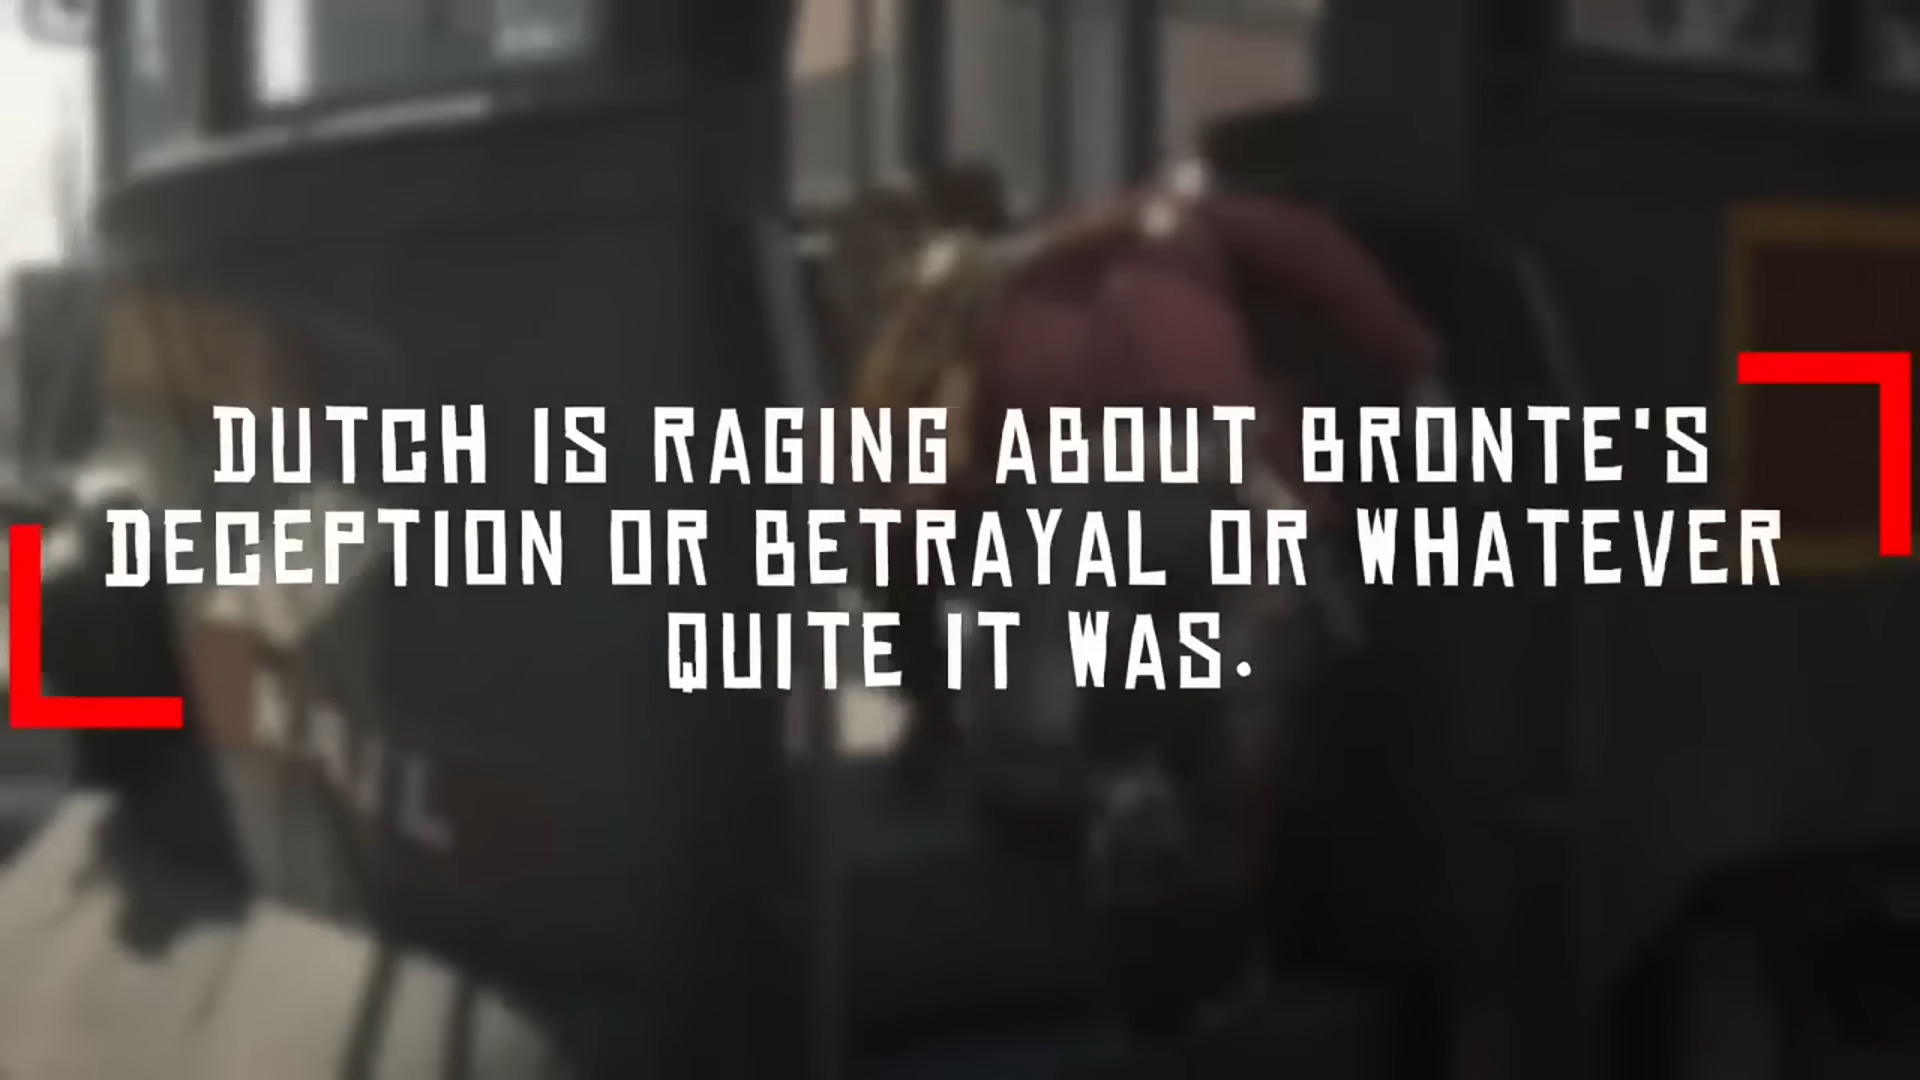 DUTCH IS RAGING ABOUT BRONTE'S
DECEPTION OR BETRAYAL OR WHATEVER
QUITE IT WAS.